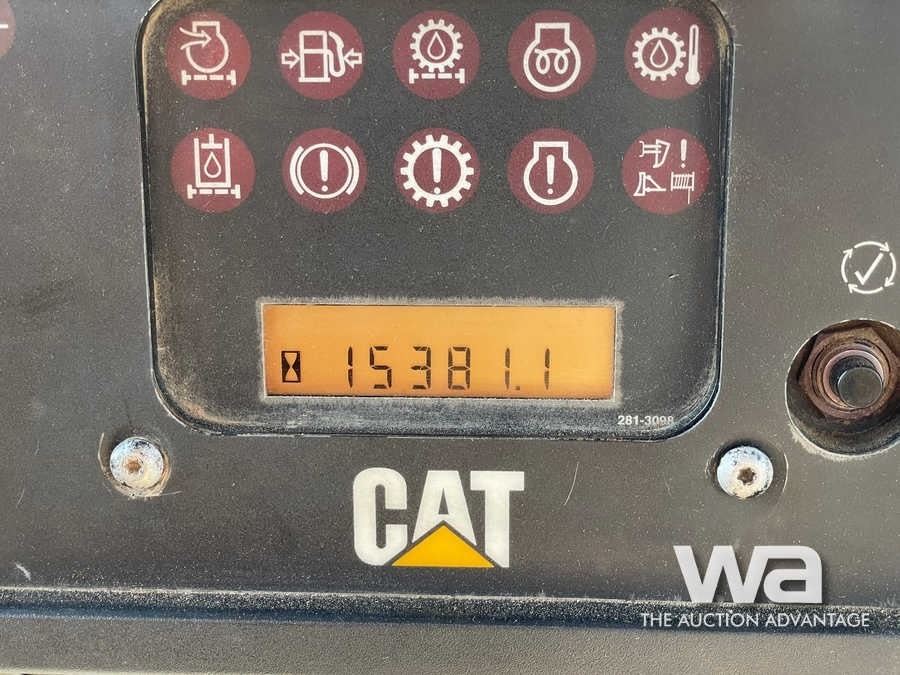 15381.1
281-3098
CAT
wa
THE AUCTION ADVANTAGE